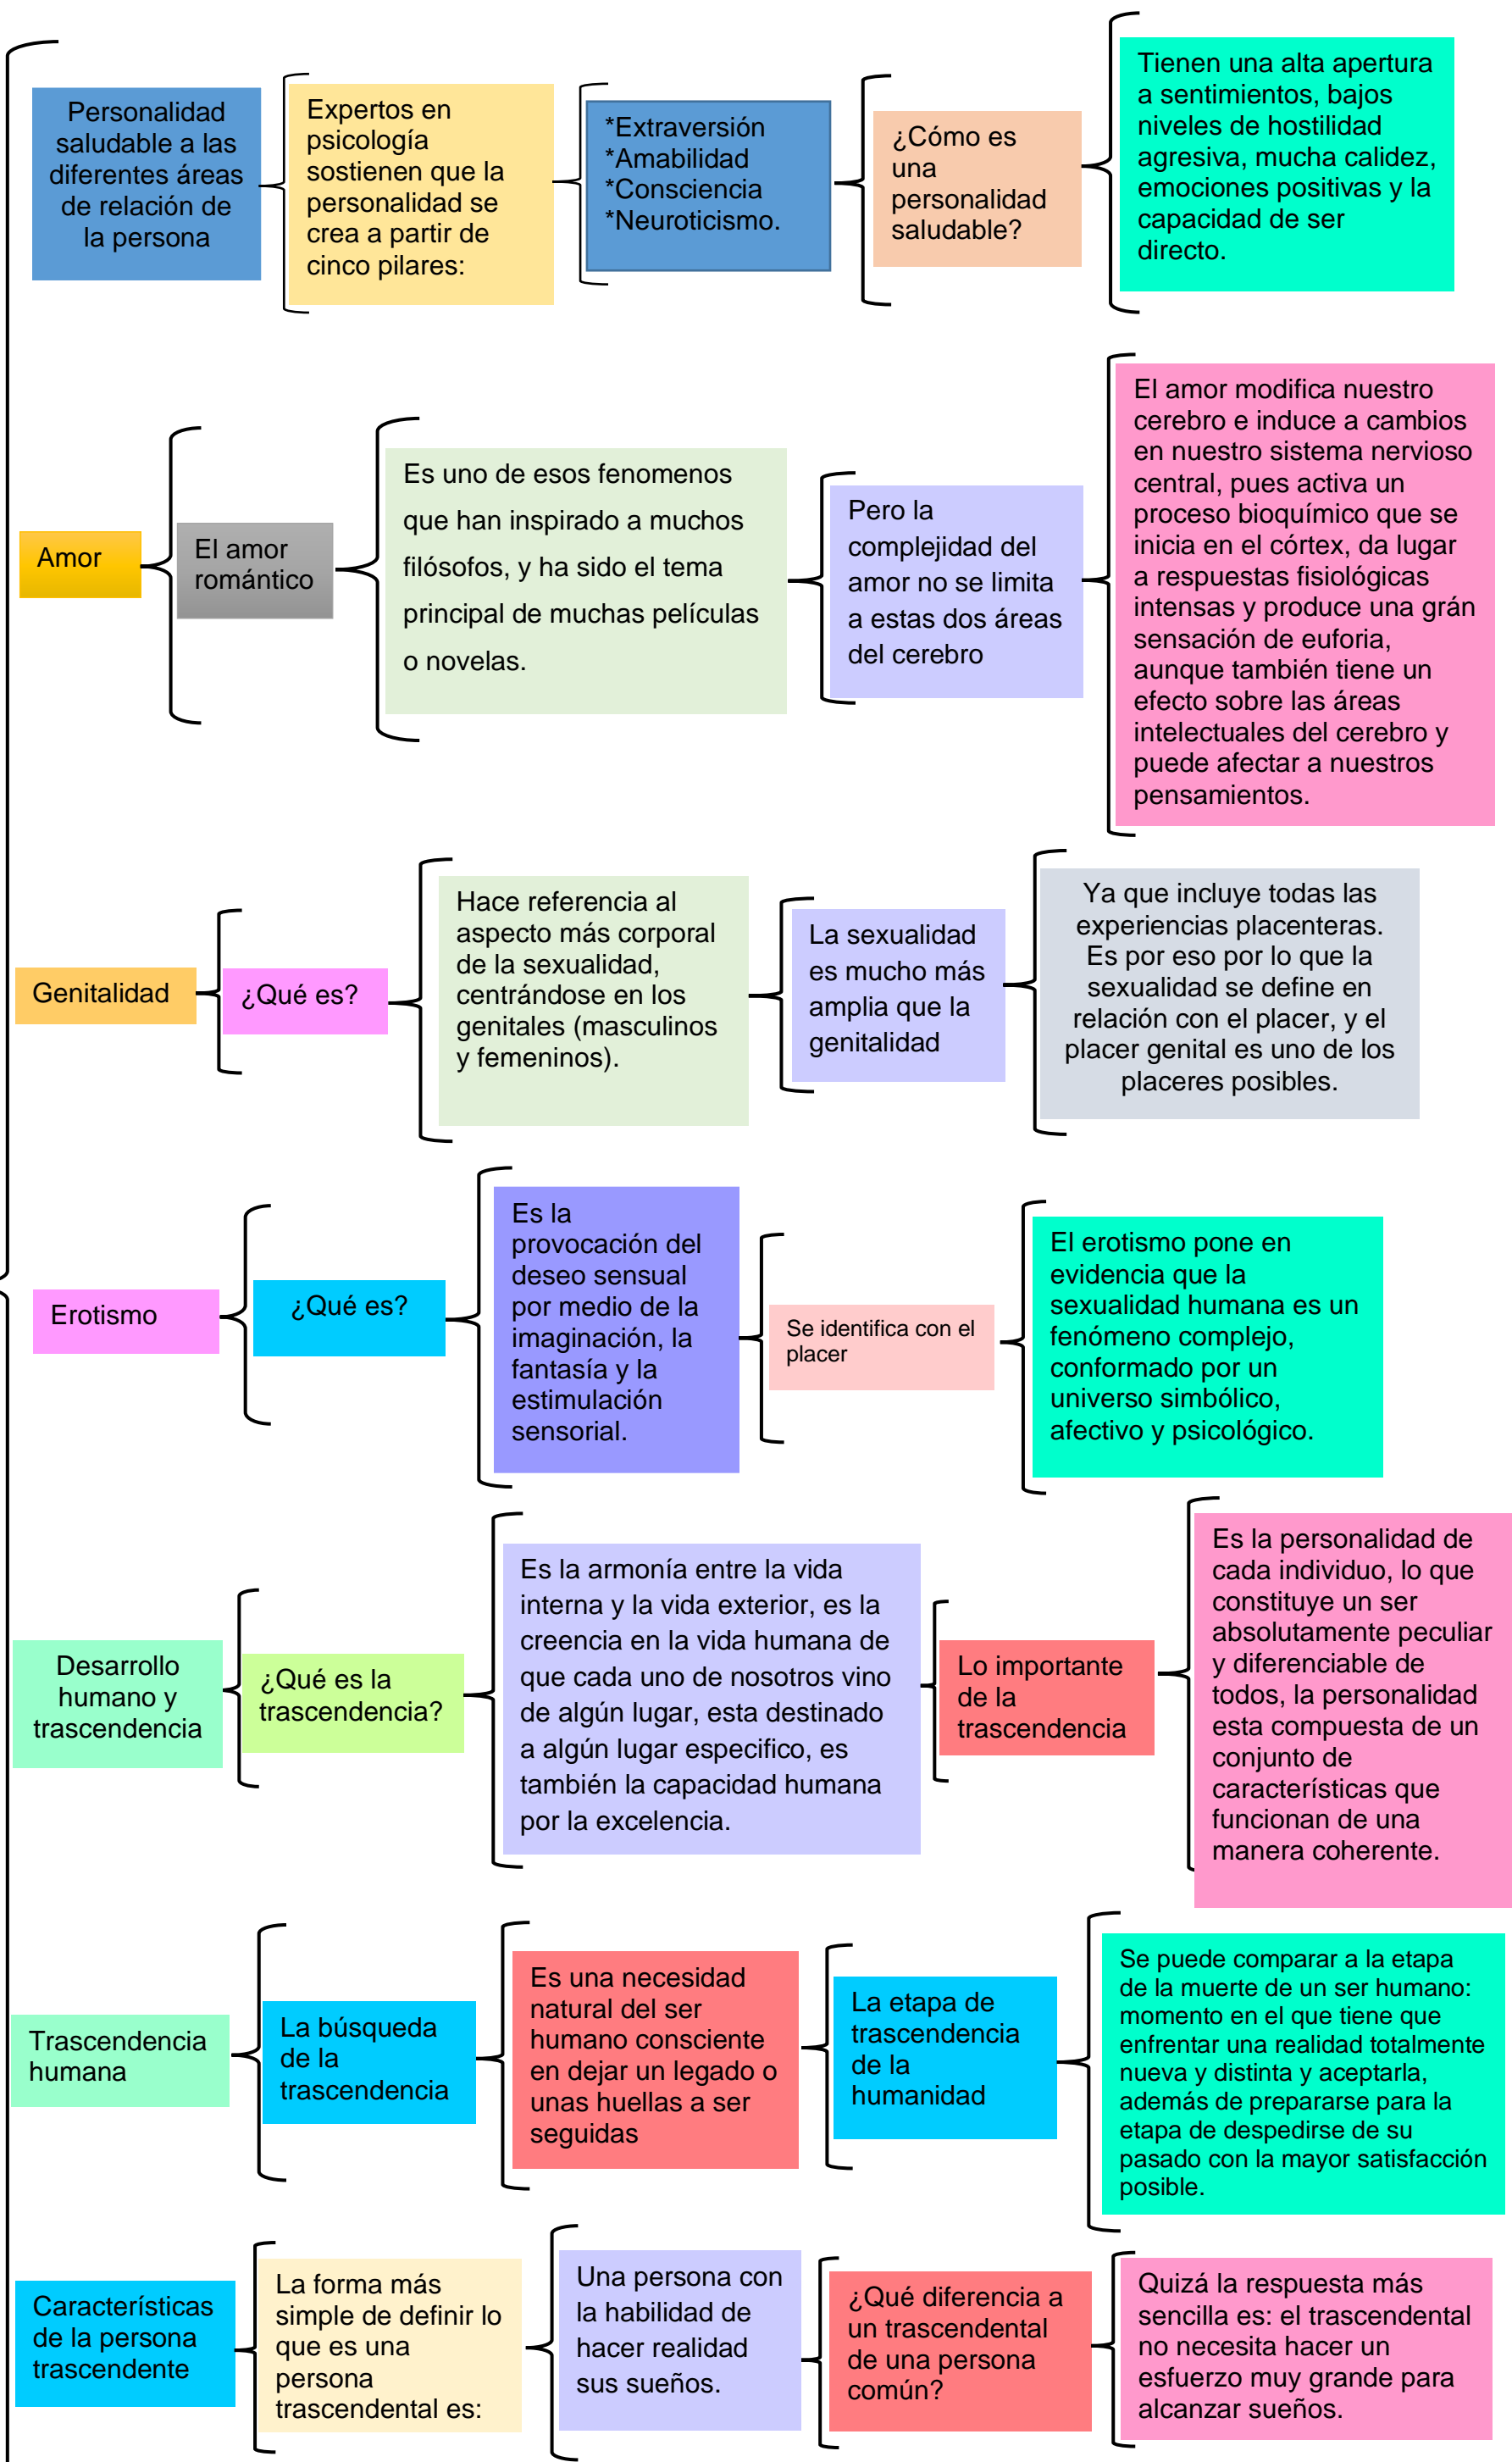 Personalidad
saludable a las
diferentes áreas
de relación de
la persona
Expertos en
psicología
sostienen que la
personalidad se
crea a partir de
cinco pilares:
*Extraversión
*Amabilidad
*Consciencia
*Neuroticismo.
¿Cómo es
una
personalidad
saludable?
Tienen una alta apertura
a sentimientos, bajos
niveles de hostilidad
agresiva, mucha calidez,
emociones positivas y la
capacidad de ser
directo.
Amor
El amor
romántico
Es uno de esos fenomenos
que han inspirado a muchos
filósofos, y ha sido el tema
principal de muchas películas
o novelas.
Pero la
complejidad del
amor no se limita
a estas dos áreas
del cerebro
El amor modifica nuestro
cerebro e induce a cambios
en nuestro sistema nervioso
central, pues activa un
proceso bioquímico que se
inicia en el córtex, da lugar
a respuestas fisiológicas
intensas y produce una grán
sensación de euforia,
aunque también tiene un
efecto sobre las áreas
intelectuales del cerebro y
puede afectar a nuestros
pensamientos.
Genitalidad
¿Qué es?
Hace referencia al
aspecto más corporal
de la sexualidad,
centrándose en los
genitales (masculinos
y femeninos).
La sexualidad
es mucho más
amplia que la
genitalidad
Ya que incluye todas las
experiencias placenteras.
Es por eso por lo que la
sexualidad se define en
relación con el placer, y el
placer genital es uno de los
placeres posibles.
Erotismo
¿Qué es?
Es la
provocación del
deseo sensual
por medio de la
imaginación, la
fantasía y la
estimulación
sensorial.
Se identifica con el
placer
El erotismo pone en
evidencia que la
sexualidad humana es un
fenómeno complejo,
conformado por un
universo simbólico,
afectivo y psicológico.
Desarrollo
humano y
trascendencia
¿Qué es la
trascendencia?
Es la armonía entre la vida
interna y la vida exterior, es la
creencia en la vida humana de
que cada uno de nosotros vino
de algún lugar, esta destinado
a algún lugar especifico, es
también la capacidad humana
por la excelencia.
Lo importante
de la
trascendencia
Es la personalidad de
cada individuo, lo que
constituye un ser
absolutamente peculiar
y diferenciable de
todos, la personalidad
esta compuesta de un
conjunto de
características que
funcionan de una
manera coherente.
Trascendencia
humana
La búsqueda
de la
trascendencia
Es una necesidad
natural del ser
humano consciente
en dejar un legado o
unas huellas a ser
seguidas
La etapa de
trascendencia
de la
humanidad
Se puede comparar a la etapa
de la muerte de un ser humano:
momento en el que tiene que
enfrentar una realidad totalmente
nueva y distinta y aceptarla,
además de prepararse para la
etapa de despedirse de su
pasado con la mayor satisfacción
posible.
Características
de la persona
trascendente
La forma más
simple de definir lo
que es una
persona
trascendental es:
Una persona con
la habilidad de
hacer realidad
sus sueños.
¿Qué diferencia a
un trascendental
de una persona
común?
Quizá la respuesta más
sencilla es: el trascendental
no necesita hacer un
esfuerzo muy grande para
alcanzar sueños.